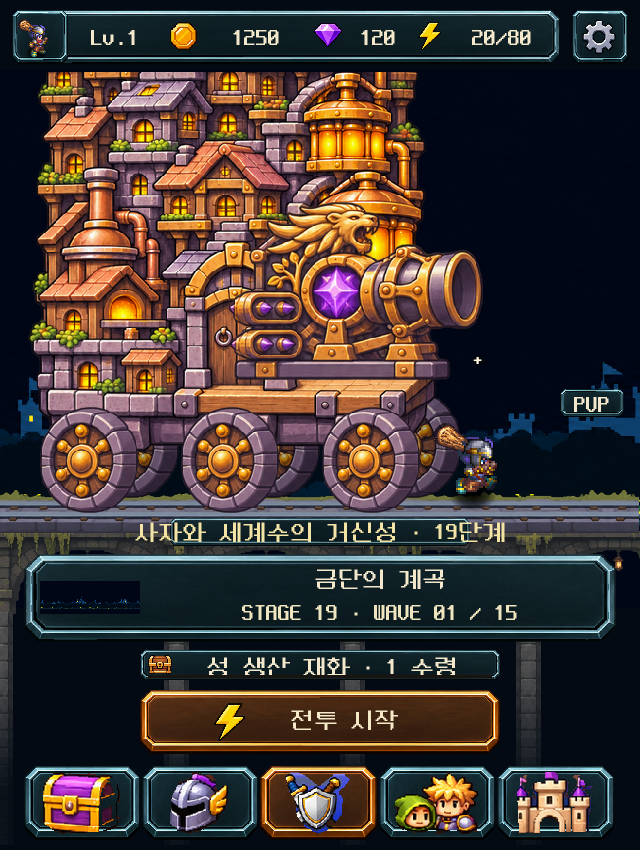 Lv.1 1250 120 20/80
PVP
사자와 세계수의 거신성 · 19단계
금단의 계곡
STAGE 19 · WAVE 01 / 15
성 생산 재화 · 1 수령
전투 시작